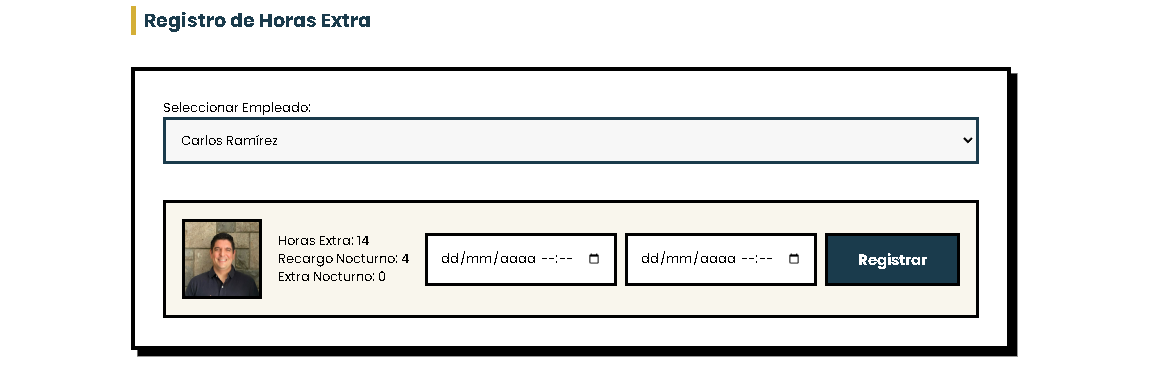 Registro de Horas Extra
Seleccionar Empleado:
Carlos Ramírez
Horas Extra: 14
Recargo Nocturno: 4
Extra Nocturno: 0
dd/mm/aaaa --:--
dd/mm/aaaa --:--
Registrar